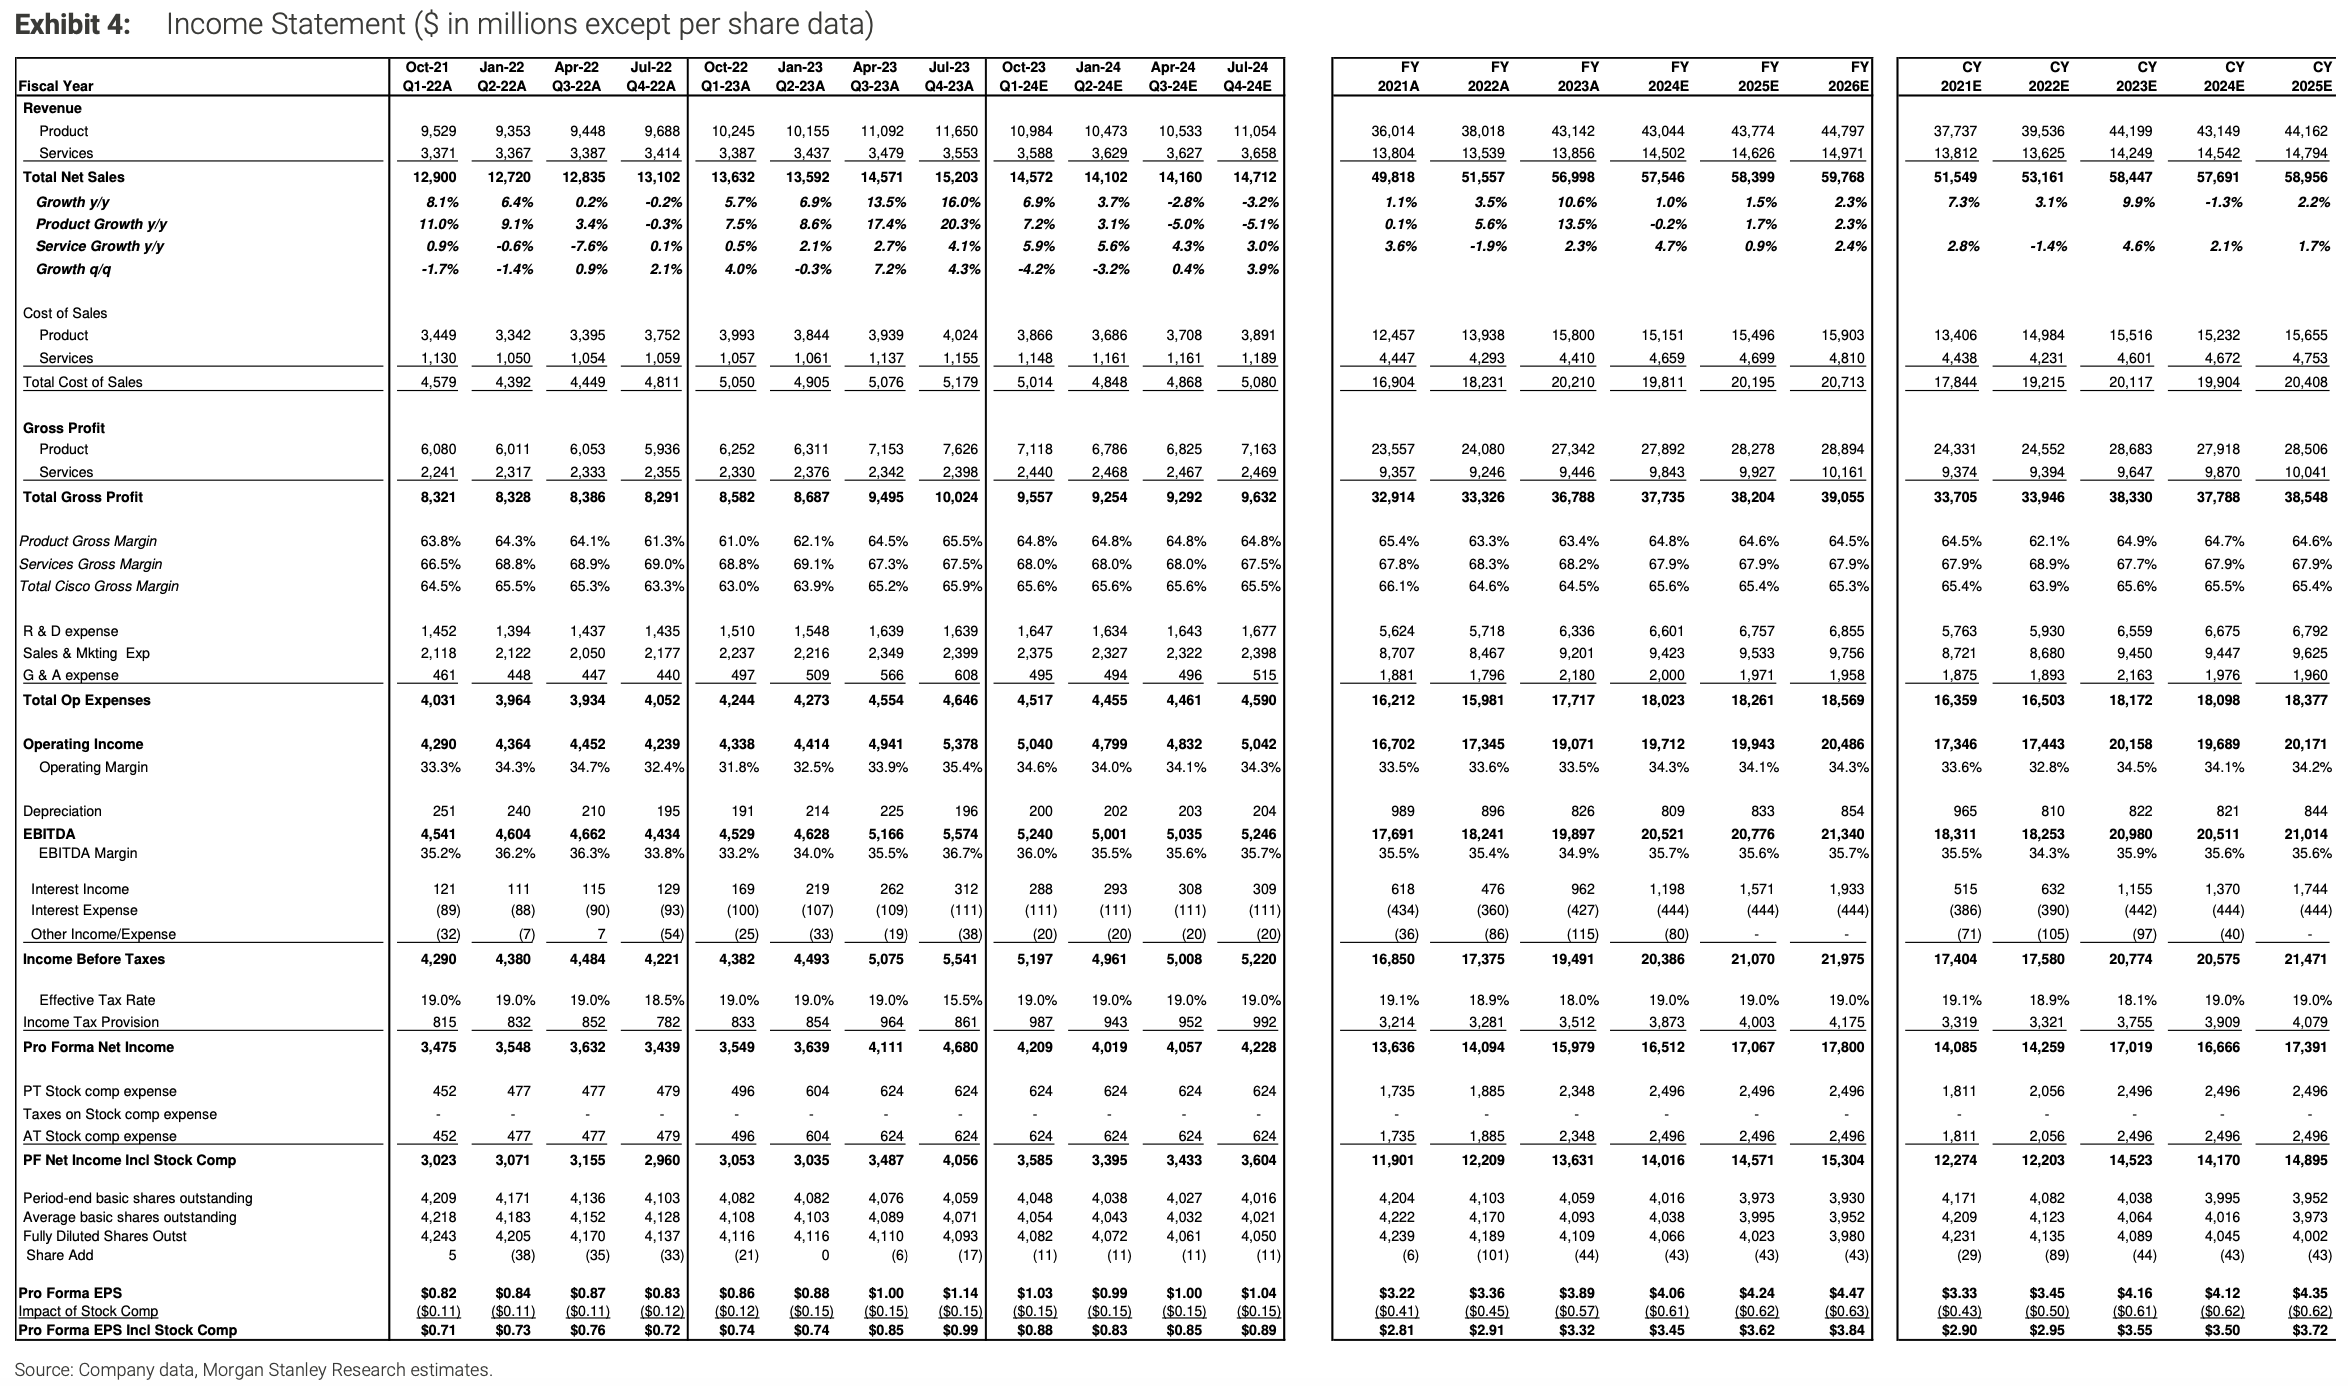 Exhibit 4: Income Statement ($ in millions except per share data)
Oct-21 Jan-22 Apr-22 Jul-22 Oct-22 Jan-23 Apr-23 Jul-23 Oct-23 Jan-24 Apr-24 Jul-24 FY FY FY FY FY FY CY CY CY CY CY
Fiscal Year Q1-22A Q2-22A Q3-22A Q4-22A Q1-23A Q2-23A Q3-23A Q4-23A Q1-24E Q2-24E Q3-24E Q4-24E 2021A 2022A 2023A 2024E 2025E 2026E 2021E 2022E 2023E 2024E 2025E
Revenue
Product 9,529 9,353 9,448 9,688 10,245 10,155 11,092 11,650 10,984 10,473 10,533 11,054 36,014 38,018 43,142 43,044 43,774 44,797 37,737 39,536 44,199 43,149 44,162
Services 3,371 3,367 3,387 3,414 3,387 3,437 3,479 3,553 3,588 3,629 3,627 3,658 13,804 13,539 13,856 14,502 14,626 14,971 13,812 13,625 14,249 14,542 14,794
Total Net Sales 12,900 12,720 12,835 13,102 13,632 13,592 14,571 15,203 14,572 14,102 14,160 14,712 49,818 51,557 56,998 57,546 58,399 59,768 51,549 53,161 58,447 57,691 58,956
Growth y/y 8.1% 6.4% 0.2% -0.2% 5.7% 6.9% 13.5% 16.0% 6.9% 3.7% -2.8% -3.2% 1.1% 3.5% 10.6% 1.0% 1.5% 2.3% 7.3% 3.1% 9.9% -1.3% 2.2%
Product Growth y/y 11.0% 9.1% 3.4% -0.3% 7.5% 8.6% 17.4% 20.3% 7.2% 3.1% -5.0% -5.1% 0.1% 5.6% 13.5% -0.2% 1.7% 2.3%
Service Growth y/y 0.9% -0.6% -7.6% 0.1% 0.5% 2.1% 2.7% 4.1% 5.9% 5.6% 4.3% 3.0% 3.6% -1.9% 2.3% 4.7% 0.9% 2.4% 2.8% -1.4% 4.6% 2.1% 1.7%
Growth q/q -1.7% -1.4% 0.9% 2.1% 4.0% -0.3% 7.2% 4.3% -4.2% -3.2% 0.4% 3.9%
Cost of Sales
Product 3,449 3,342 3,395 3,752 3,993 3,844 3,939 4,024 3,866 3,686 3,708 3,891 12,457 13,938 15,800 15,151 15,496 15,903 13,406 14,984 15,516 15,232 15,655
Services 1,130 1,050 1,054 1,059 1,057 1,061 1,137 1,155 1,148 1,161 1,161 1,189 4,447 4,293 4,410 4,659 4,699 4,810 4,438 4,231 4,601 4,672 4,753
Total Cost of Sales 4,579 4,392 4,449 4,811 5,050 4,905 5,076 5,179 5,014 4,848 4,868 5,080 16,904 18,231 20,210 19,811 20,195 20,713 17,844 19,215 20,117 19,904 20,408
Gross Profit
Product 6,080 6,011 6,053 5,936 6,252 6,311 7,153 7,626 7,118 6,786 6,825 7,163 23,557 24,080 27,342 27,892 28,278 28,894 24,331 24,552 28,683 27,918 28,506
Services 2,241 2,317 2,333 2,355 2,330 2,376 2,342 2,398 2,440 2,468 2,467 2,469 9,357 9,246 9,446 9,843 9,927 10,161 9,374 9,394 9,647 9,870 10,041
Total Gross Profit 8,321 8,328 8,386 8,291 8,582 8,687 9,495 10,024 9,557 9,254 9,292 9,632 32,914 33,326 36,788 37,735 38,204 39,055 33,705 33,946 38,330 37,788 38,548
Product Gross Margin 63.8% 64.3% 64.1% 61.3% 61.0% 62.1% 64.5% 65.5% 64.8% 64.8% 64.8% 64.8% 65.4% 63.3% 63.4% 64.8% 64.6% 64.5% 64.5% 62.1% 64.9% 64.7% 64.6%
Services Gross Margin 66.5% 68.8% 68.9% 69.0% 68.8% 69.1% 67.3% 67.5% 68.0% 68.0% 68.0% 67.5% 67.8% 68.3% 68.2% 67.9% 67.9% 67.9% 67.9% 68.9% 67.7% 67.9% 67.9%
Total Cisco Gross Margin 64.5% 65.5% 65.3% 63.3% 63.0% 63.9% 65.2% 65.9% 65.6% 65.6% 65.6% 65.5% 66.1% 64.6% 64.5% 65.6% 65.4% 65.3% 65.4% 63.9% 65.6% 65.5% 65.4%
R & D expense 1,452 1,394 1,437 1,435 1,510 1,548 1,639 1,639 1,647 1,634 1,643 1,677 5,624 5,718 6,336 6,601 6,757 6,855 5,763 5,930 6,559 6,675 6,792
Sales & Mkting Exp 2,118 2,122 2,050 2,177 2,237 2,216 2,349 2,399 2,375 2,327 2,322 2,398 8,707 8,467 9,201 9,423 9,533 9,756 8,721 8,680 9,450 9,447 9,625
G & A expense 461 448 447 440 497 509 566 608 495 494 496 515 1,881 1,796 2,180 2,000 1,971 1,958 1,875 1,893 2,163 1,976 1,960
Total Op Expenses 4,031 3,964 3,934 4,052 4,244 4,273 4,554 4,646 4,517 4,455 4,461 4,590 16,212 15,981 17,717 18,023 18,261 18,569 16,359 16,503 18,172 18,098 18,377
Operating Income 4,290 4,364 4,452 4,239 4,338 4,414 4,941 5,378 5,040 4,799 4,832 5,042 16,702 17,345 19,071 19,712 19,943 20,486 17,346 17,443 20,158 19,689 20,171
Operating Margin 33.3% 34.3% 34.7% 32.4% 31.8% 32.5% 33.9% 35.4% 34.6% 34.0% 34.1% 34.3% 33.5% 33.6% 33.5% 34.3% 34.1% 34.3% 33.6% 32.8% 34.5% 34.1% 34.2%
Depreciation 251 240 210 195 191 214 225 196 200 202 203 204 989 896 826 809 833 854 965 810 822 821 844
EBITDA 4,541 4,604 4,662 4,434 4,529 4,628 5,166 5,574 5,240 5,001 5,035 5,246 17,691 18,241 19,897 20,521 20,776 21,340 18,311 18,253 20,980 20,511 21,014
EBITDA Margin 35.2% 36.2% 36.3% 33.8% 33.2% 34.0% 35.5% 36.7% 36.0% 35.5% 35.6% 35.7% 35.5% 35.4% 34.9% 35.7% 35.6% 35.7% 35.5% 34.3% 35.9% 35.6% 35.6%
Interest Income 121 111 115 129 169 219 262 312 288 293 308 309 618 476 962 1,198 1,571 1,933 515 632 1,155 1,370 1,744
Interest Expense (89) (88) (90) (93) (100) (107) (109) (111) (111) (111) (111) (111) (434) (360) (427) (444) (444) (444) (386) (390) (442) (444) (444)
Other Income/Expense (32) (7) 7 (54) (25) (33) (19) (38) (20) (20) (20) (20) (36) (86) (115) (80) - - (71) (105) (97) (40) -
Income Before Taxes 4,290 4,380 4,484 4,221 4,382 4,493 5,075 5,541 5,197 4,961 5,008 5,220 16,850 17,375 19,491 20,386 21,070 21,975 17,404 17,580 20,774 20,575 21,471
Effective Tax Rate 19.0% 19.0% 19.0% 18.5% 19.0% 19.0% 19.0% 15.5% 19.0% 19.0% 19.0% 19.0% 19.1% 18.9% 18.0% 19.0% 19.0% 19.0% 19.1% 18.9% 18.1% 19.0% 19.0%
Income Tax Provision 815 832 852 782 833 854 964 861 987 943 952 992 3,214 3,281 3,512 3,873 4,003 4,175 3,319 3,321 3,755 3,909 4,079
Pro Forma Net Income 3,475 3,548 3,632 3,439 3,549 3,639 4,111 4,680 4,209 4,019 4,057 4,228 13,636 14,094 15,979 16,512 17,067 17,800 14,085 14,259 17,019 16,666 17,391
PT Stock comp expense 452 477 477 479 496 604 624 624 624 624 624 624 1,735 1,885 2,348 2,496 2,496 2,496 1,811 2,056 2,496 2,496 2,496
Taxes on Stock comp expense - - - - - - - - - - - - - - - - - - - - - - -
AT Stock comp expense 452 477 477 479 496 604 624 624 624 624 624 624 1,735 1,885 2,348 2,496 2,496 2,496 1,811 2,056 2,496 2,496 2,496
PF Net Income Incl Stock Comp 3,023 3,071 3,155 2,960 3,053 3,035 3,487 4,056 3,585 3,395 3,433 3,604 11,901 12,209 13,631 14,016 14,571 15,304 12,274 12,203 14,523 14,170 14,895
Period-end basic shares outstanding 4,209 4,171 4,136 4,103 4,082 4,082 4,076 4,059 4,048 4,038 4,027 4,016 4,204 4,103 4,059 4,016 3,973 3,930 4,171 4,082 4,038 3,995 3,952
Average basic shares outstanding 4,218 4,183 4,152 4,128 4,108 4,103 4,089 4,071 4,054 4,043 4,032 4,021 4,222 4,170 4,093 4,038 3,995 3,952 4,209 4,123 4,064 4,016 3,973
Fully Diluted Shares Outst 4,243 4,205 4,170 4,137 4,116 4,116 4,110 4,093 4,082 4,072 4,061 4,050 4,239 4,189 4,109 4,066 4,023 3,980 4,231 4,135 4,089 4,045 4,002
Share Add 5 (38) (35) (33) (21) 0 (6) (17) (11) (11) (11) (11) (6) (101) (44) (43) (43) (43) (29) (89) (44) (43) (43)
Pro Forma EPS $0.82 $0.84 $0.87 $0.83 $0.86 $0.88 $1.00 $1.14 $1.03 $0.99 $1.00 $1.04 $3.22 $3.36 $3.89 $4.06 $4.24 $4.47 $3.33 $3.45 $4.16 $4.12 $4.35
Impact of Stock Comp ($0.11) ($0.11) ($0.11) ($0.12) ($0.12) ($0.15) ($0.15) ($0.15) ($0.15) ($0.15) ($0.15) ($0.15) ($0.41) ($0.45) ($0.57) ($0.61) ($0.62) ($0.63) ($0.43) ($0.50) ($0.61) ($0.62) ($0.62)
Pro Forma EPS Incl Stock Comp $0.71 $0.73 $0.76 $0.72 $0.74 $0.74 $0.85 $0.99 $0.88 $0.83 $0.85 $0.89 $2.81 $2.91 $3.32 $3.45 $3.62 $3.84 $2.90 $2.95 $3.55 $3.50 $3.72
Source: Company data, Morgan Stanley Research estimates.